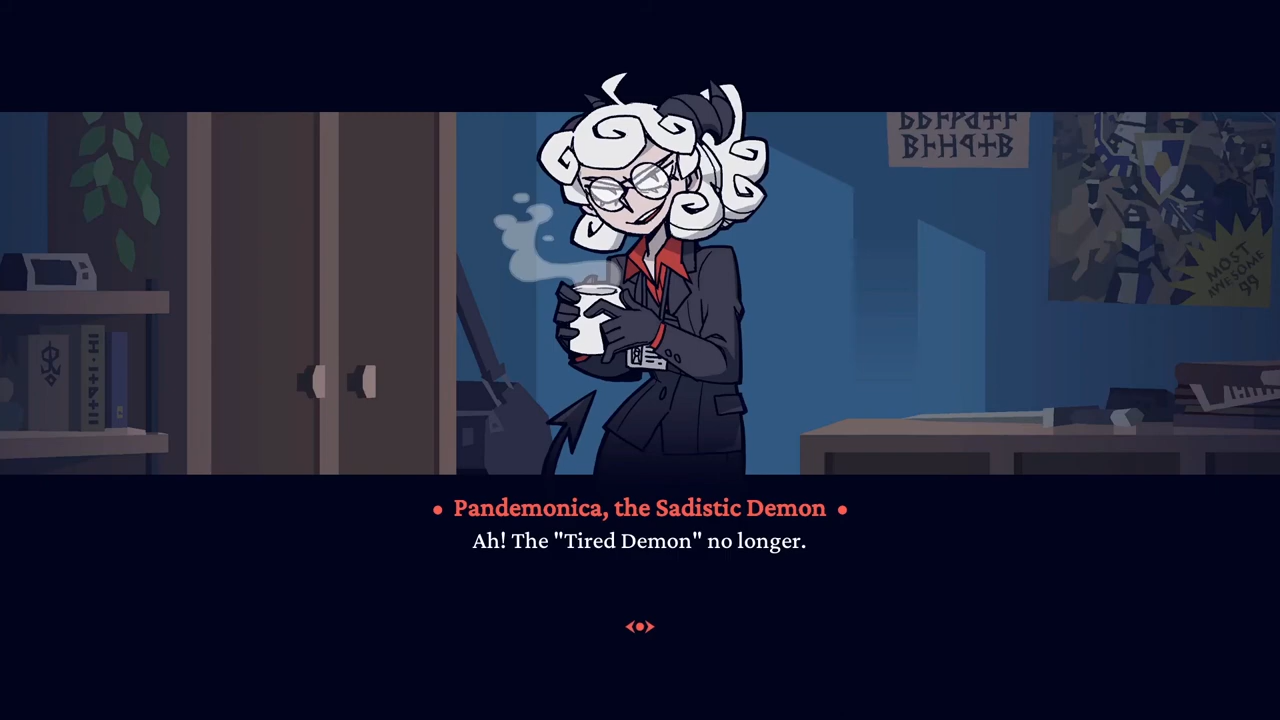 MOST
AWESOME
99
• Pandemonica, the Sadistic Demon •
Ah! The "Tired Demon" no longer.